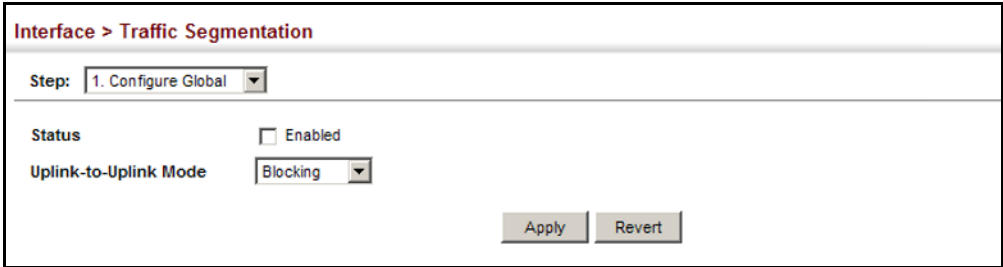 Interface > Traffic Segmentation
Step: 1. Configure Global
Status Enabled
Uplink-to-Uplink Mode Blocking
Apply Revert